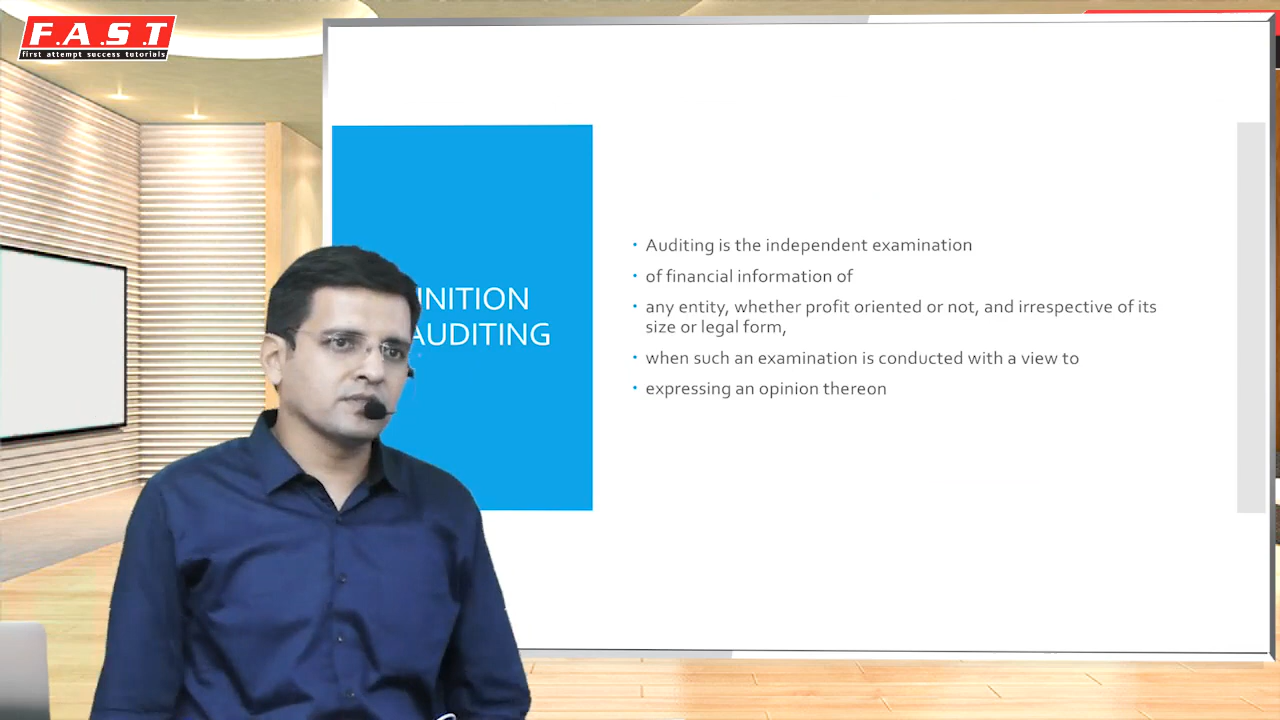 F.A.S.T
first attempt success tutorials
INITION
AUDITING
• Auditing is the independent examination
• of financial information of
• any entity, whether profit oriented or not, and irrespective of its
size or legal form,
• when such an examination is conducted with a view to
• expressing an opinion thereon